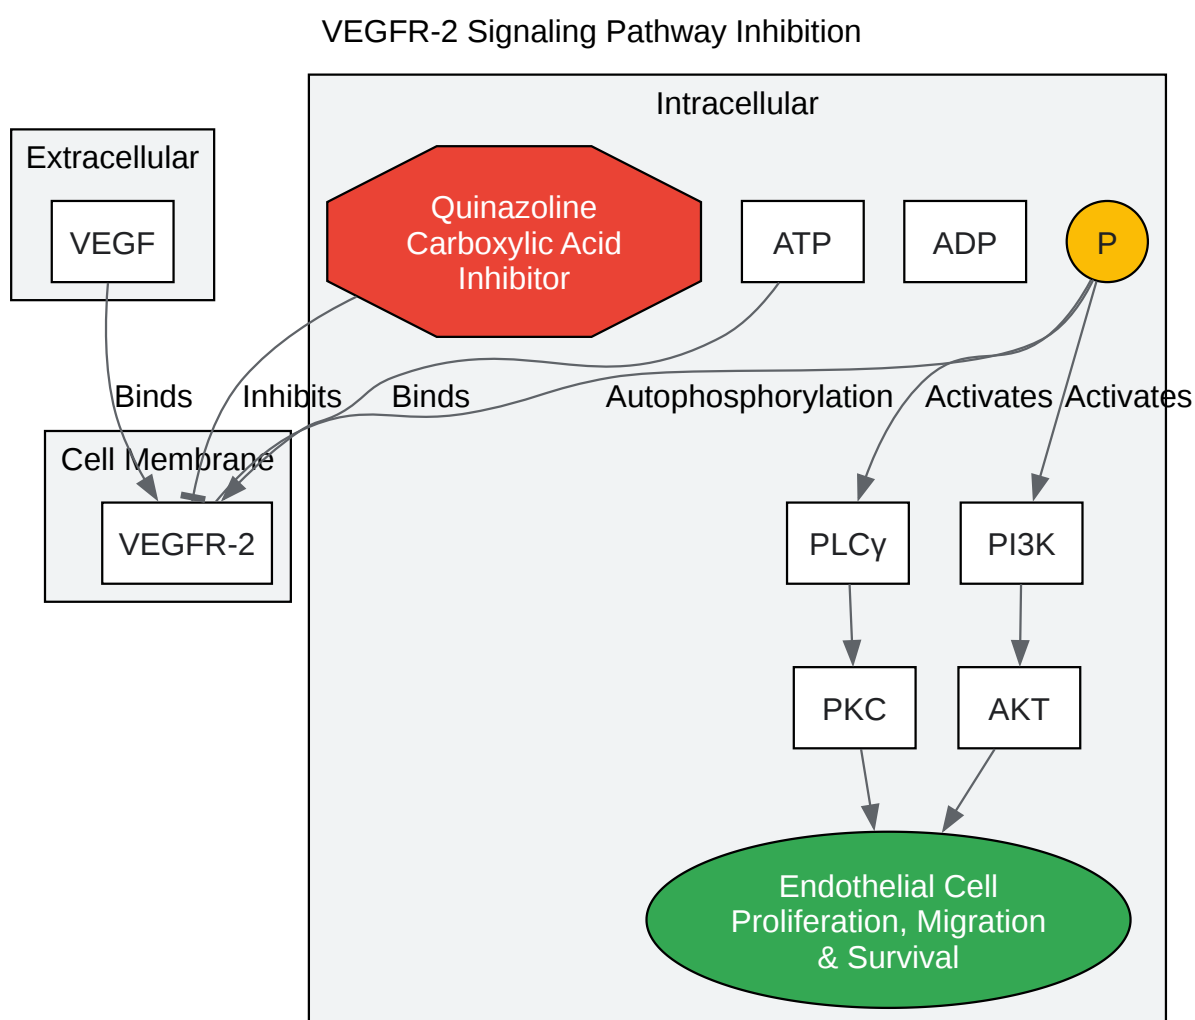 VEGFR-2 Signaling Pathway Inhibition
Intracellular
Extracellular
VEGF
Quinazoline
Carboxylic Acid
Inhibitor
ATP
ADP
P
Binds
Inhibits
Binds
Autophosphorylation
Activates
Activates
Cell Membrane
VEGFR-2
PLCγ
PI3K
PKC
AKT
Endothelial Cell
Proliferation, Migration
& Survival